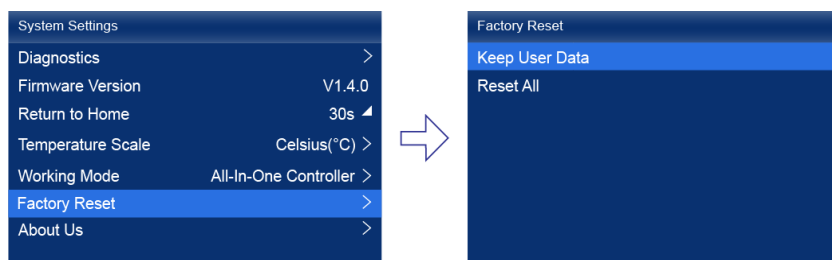 System Settings
Diagnostics >
Firmware Version V1.4.0
Return to Home 30s
Temperature Scale Celsius(°C) >
Working Mode All-In-One Controller >
Factory Reset >
About Us >
Factory Reset
Keep User Data
Reset All